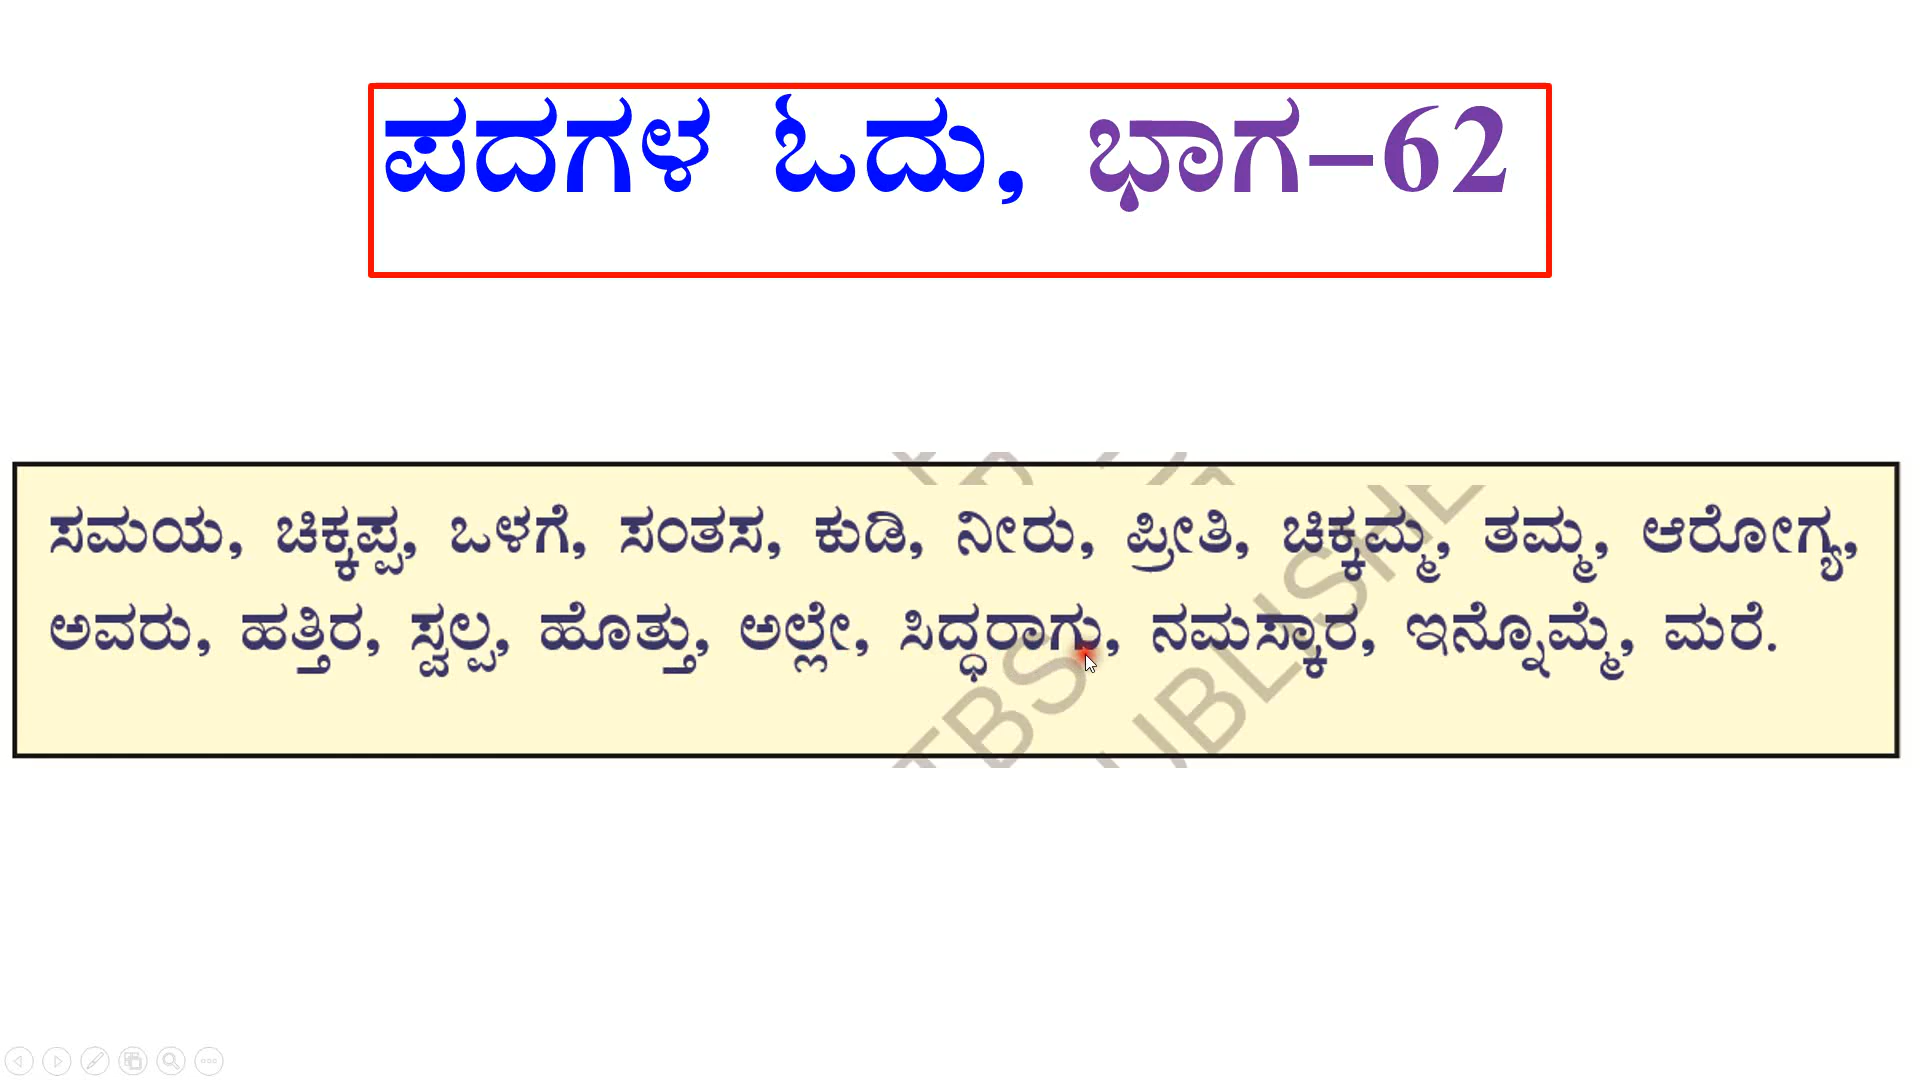 ಪದಗಳ ಓದು, ಭಾಗ-62
ಸಮಯ, ಚಿಕ್ಕಪ್ಪ, ಒಳಗೆ, ಸಂತಸ, ಕುಡಿ, ನೀರು, ಪ್ರೀತಿ, ಚಿಕ್ಕಮ್ಮ, ತಮ್ಮ, ಆರೋಗ್ಯ,
ಅವರು, ಹತ್ತಿರ, ಸ್ವಲ್ಪ, ಹೊತ್ತು, ಅಲ್ಲೇ, ಸಿದ್ಧರಾಗು, ನಮಸ್ಕಾರ, ಇನ್ನೊಮ್ಮೆ, ಮರೆ.